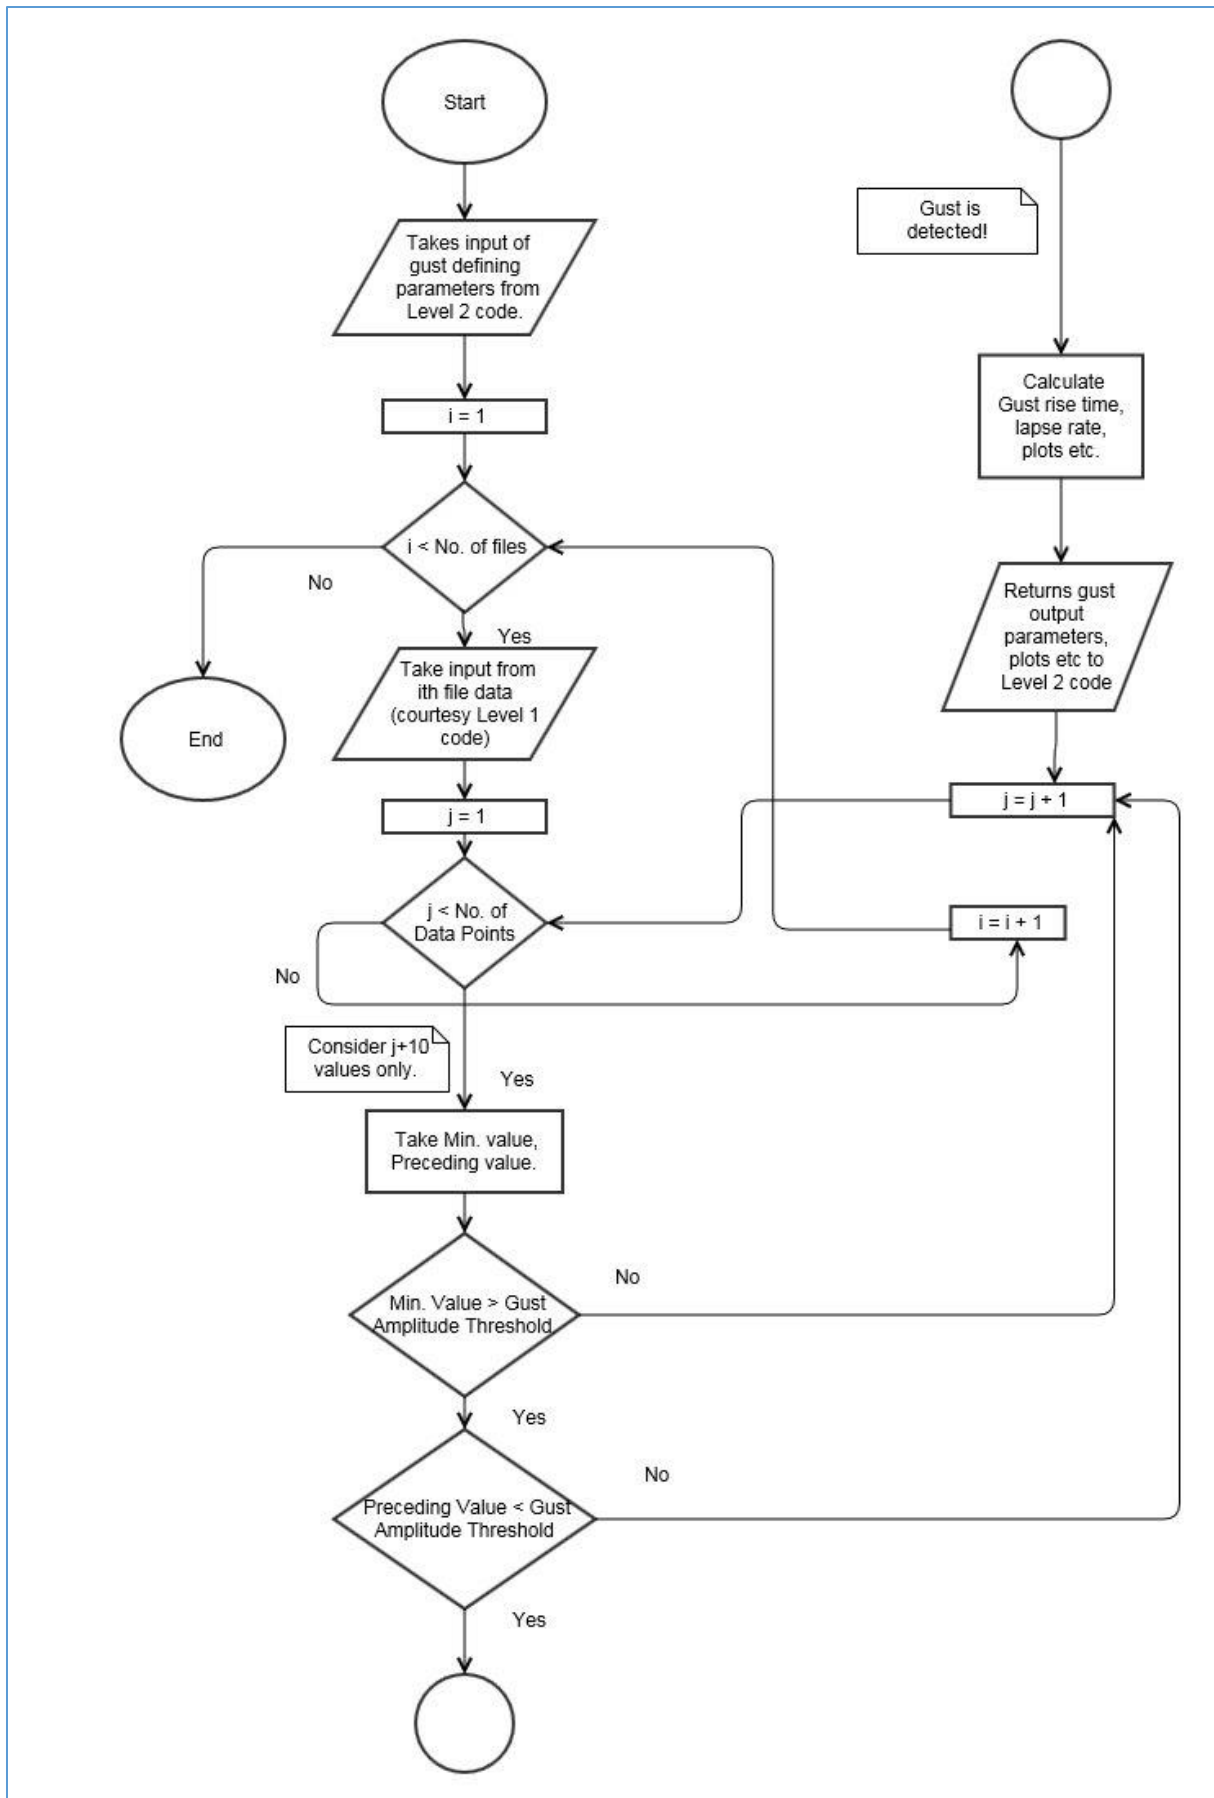 Start
Takes input of
gust defining
parameters from
Level 2 code.
i = 1
i < No. of files
No
Yes
End
Take input from
ith file data
(courtesy Level 1
code)
j = 1
j < No. of
Data Points
No
Consider j+10
values only.
Yes
Take Min. value,
Preceding value.
Min. Value > Gust
Amplitude Threshold
No
Yes
Preceding Value < Gust
Amplitude Threshold
No
Yes
Gust is
detected!
Calculate
Gust rise time,
lapse rate,
plots etc.
Returns gust
output
parameters,
plots etc to
Level 2 code
j = j + 1
i = i + 1